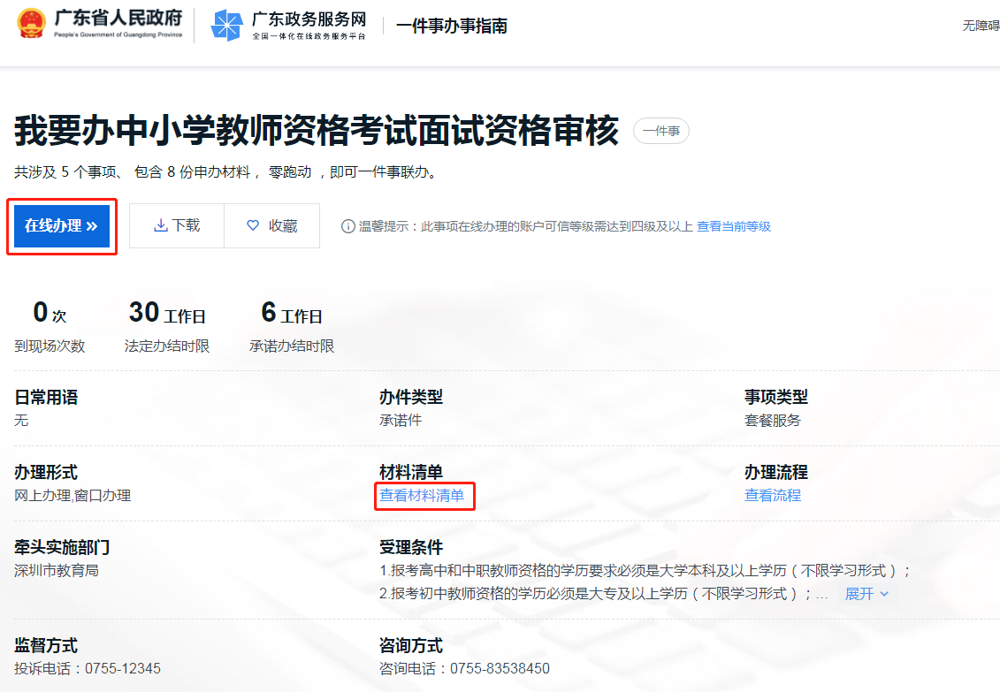 广东省人民政府
People's Government of Guangdong Province
广东政务服务网
全国一体化在线政务服务平台
一件事办事指南
无障碍
我要办中小学教师资格考试面试资格审核
一件事
共涉及 5 个事项、 包含 8 份申办材料 ， 零跑动 ，即可一件事联办。
在线办理 »
下载
收藏
温馨提示：此事项在线办理的账户可信等级需达到四级及以上 查看当前等级
0 次
30 工作日
6 工作日
到现场次数
法定办结时限
承诺办结时限
日常用语
办件类型
事项类型
无
承诺件
套餐服务
办理形式
材料清单
办理流程
网上办理,窗口办理
查看材料清单
查看流程
牵头实施部门
受理条件
深圳市教育局
1.报考高中和中职教师资格的学历要求必须是大学本科及以上学历（不限学习形式）；
2.报考初中教师资格的学历必须是大专及以上学历（不限学习形式）；...
展开
监督方式
咨询方式
投诉电话：0755-12345
咨询电话：0755-83538450